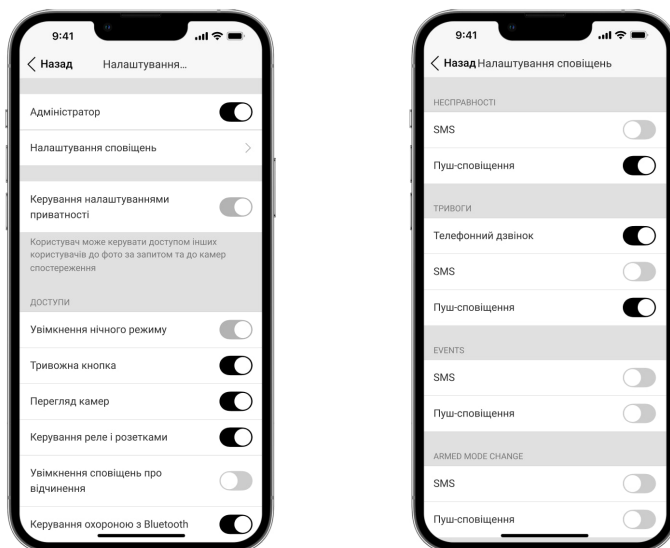 9:41
Назад Налаштування...
Адміністратор
Налаштування сповіщень
Керування налаштуваннями
приватності
Користувач може керувати доступом інших
користувачів до фото за запитом та до камер
спостереження
ДОСТУПИ
Увімкнення нічного режиму
Тривожна кнопка
Перегляд камер
Керування реле і розетками
Увімкнення сповіщень про
відчинення
Керування охороною з Bluetooth
9:41
Назад Налаштування сповіщень
НЕСПРАВНОСТІ
SMS
Пуш-сповіщення
ТРИВОГИ
Телефонний дзвінок
SMS
Пуш-сповіщення
EVENTS
SMS
Пуш-сповіщення
ARMED MODE CHANGE
SMS
Пуш-сповіщення